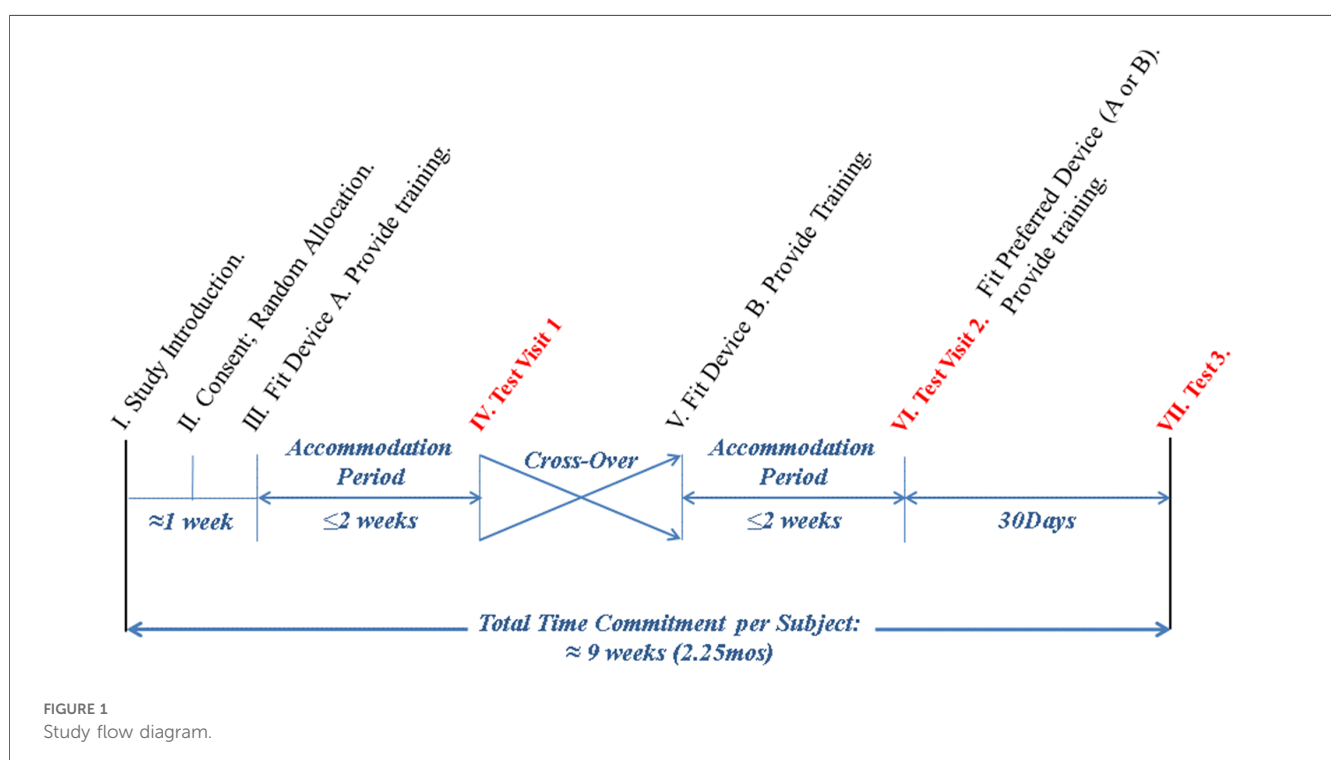 I. Study Introduction.
II. Consent; Random Allocation.
III. Fit Device A. Provide training.
IV. Test Visit 1
V. Fit Device B. Provide Training.
VI. Test Visit 2. Fit Preferred Device (A or B).
Provide training.
VII. Test 3.
Accommodation
Period
Cross-Over
Accommodation
Period
≈1 week
≤2 weeks
≤2 weeks
30Days
Total Time Commitment per Subject:
≈ 9 weeks (2.25mos)
FIGURE 1
Study flow diagram.